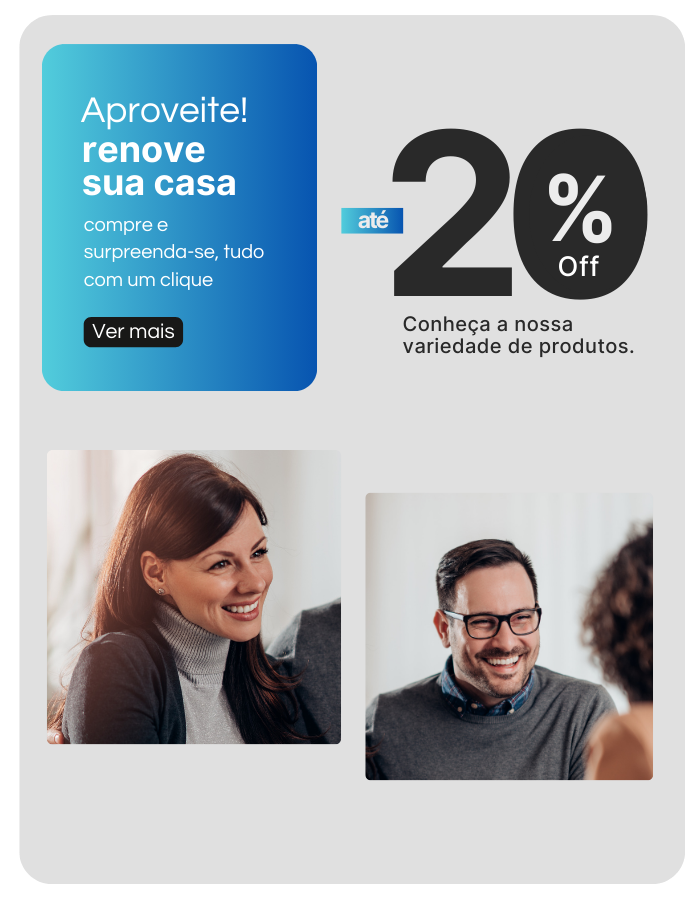 Aproveite!
renove
sua casa
compre e
surpreenda-se, tudo
com um clique
Ver mais
até
20
%
Off
Conheça a nossa
variedade de produtos.